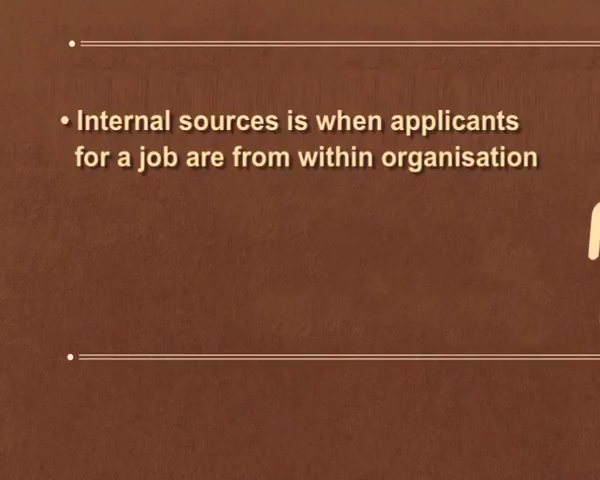 • Internal sources is when applicants
for a job are from within organisation